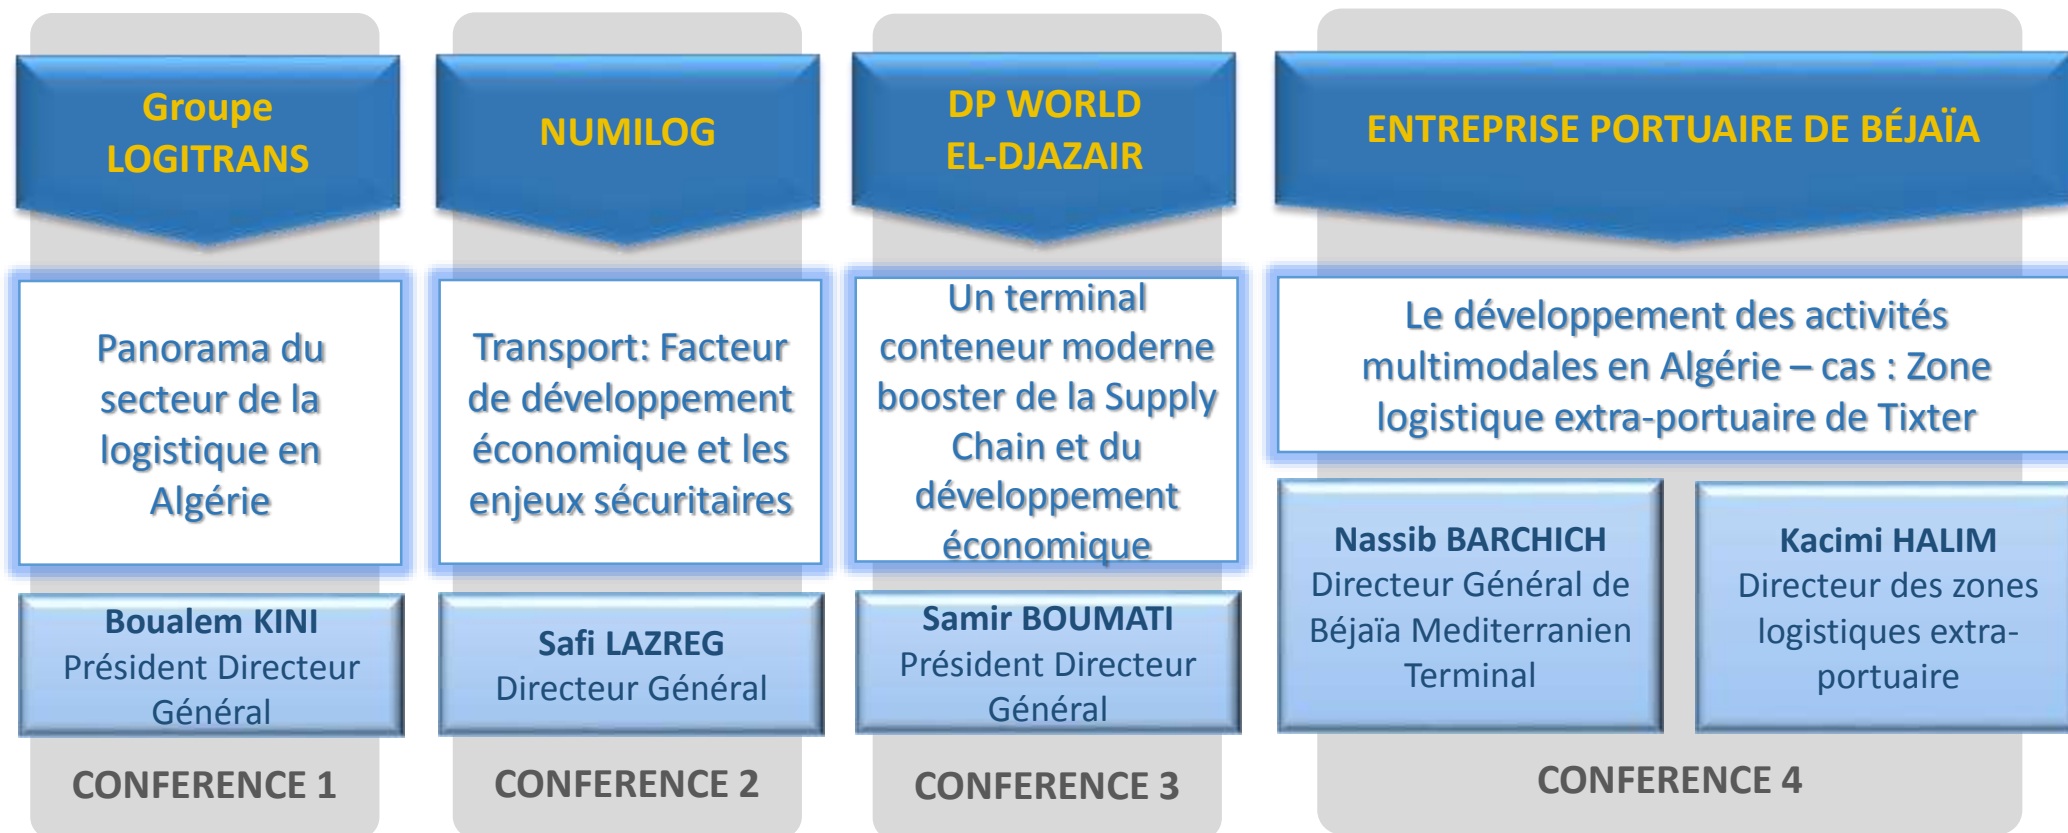 Groupe
LOGITRANS
Panorama du
secteur de la
logistique en
Algérie
Boualem KINI
Président Directeur
Général
CONFERENCE 1
NUMILOG
Transport: Facteur
de développement
économique et les
enjeux sécuritaires
Safi LAZREG
Directeur Général
CONFERENCE 2
DP WORLD
EL-DJAZAIR
Un terminal
conteneur moderne
booster de la Supply
Chain et du
développement
économique
Samir BOUMATI
Président Directeur
Général
CONFERENCE 3
ENTREPRISE PORTUAIRE DE BÉJAÏA
Le développement des activités
multimodales en Algérie – cas : Zone
logistique extra-portuaire de Tixter
Nassib BARCHICH
Directeur Général de
Béjaïa Mediterranien
Terminal
Kacimi HALIM
Directeur des zones
logistiques extra-
portuaire
CONFERENCE 4